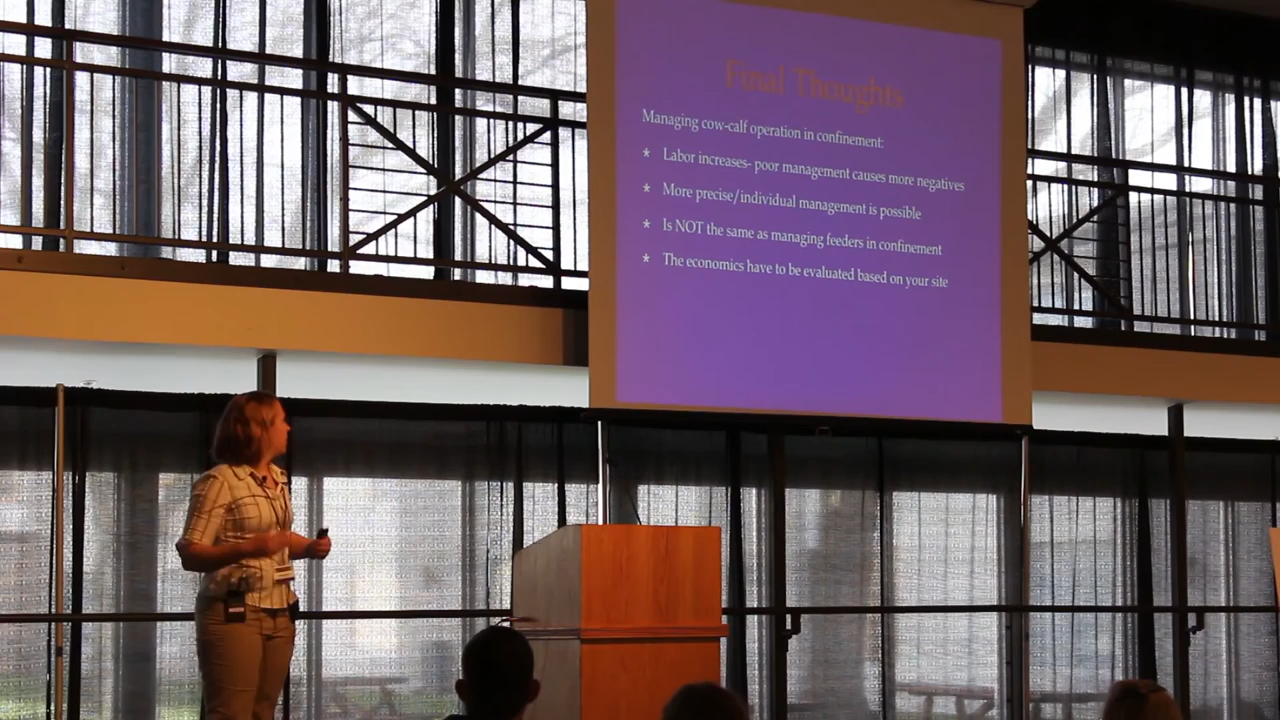 Final Thoughts
Managing cow-calf operation in confinement:
* Labor increases- poor management causes more negatives
* More precise/individual management is possible
* Is NOT the same as managing feeders in confinement
* The economics have to be evaluated based on your site